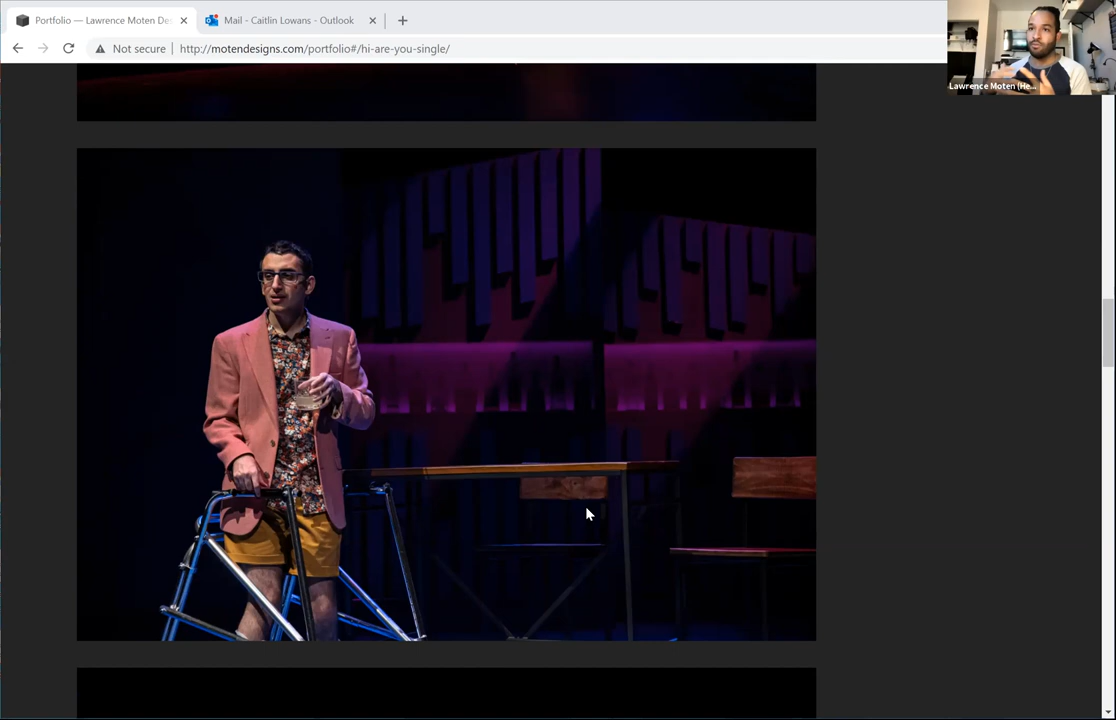 Portfolio — Lawrence Moten De
Mail - Caitlin Lowans - Outlook
Not secure
http://motendesigns.com/portfolio#/hi-are-you-single/
Lawrence Moten (He...